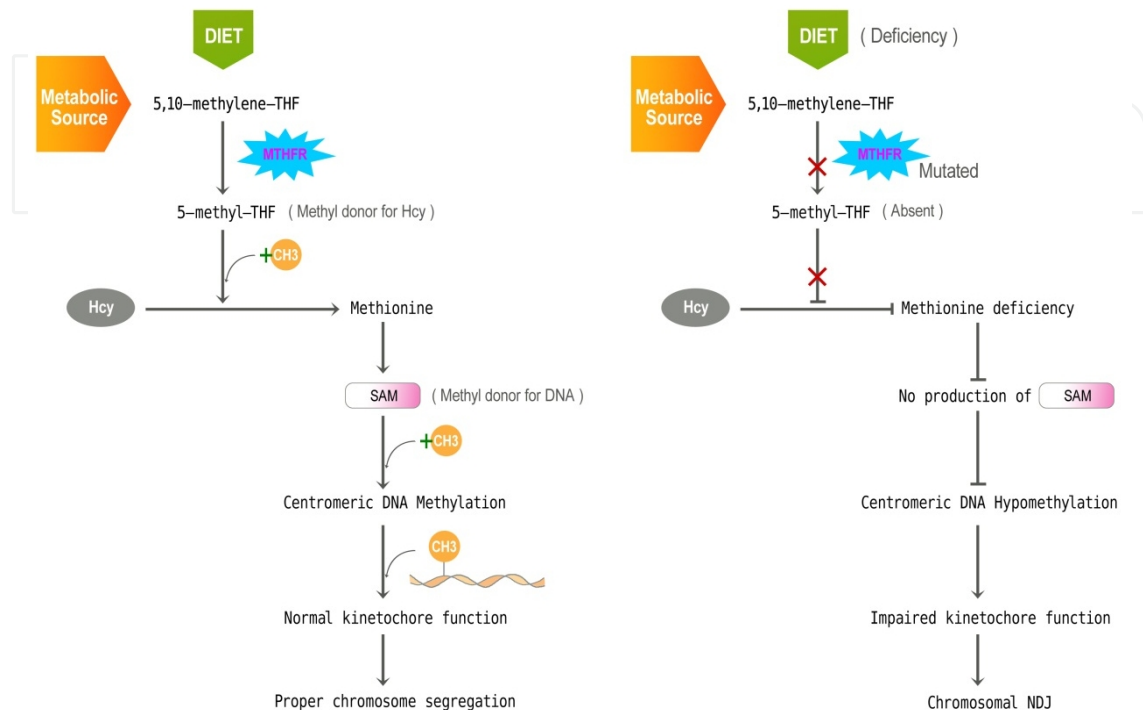 DIET
Metabolic
Source
5,10–methylene–THF
MTHFR
5–methyl–THF ( Methyl donor for Hcy )
+CH3
Hcy
Methionine
SAM ( Methyl donor for DNA )
+CH3
Centromeric DNA Methylation
CH3
Normal kinetochore function
Proper chromosome segregation
DIET ( Deficiency )
Metabolic
Source
5,10–methylene–THF
MTHFR
Mutated
5–methyl–THF ( Absent )
Hcy
Methionine deficiency
No production of SAM
Centromeric DNA Hypomethylation
Impaired kinetochore function
Chromosomal NDJ